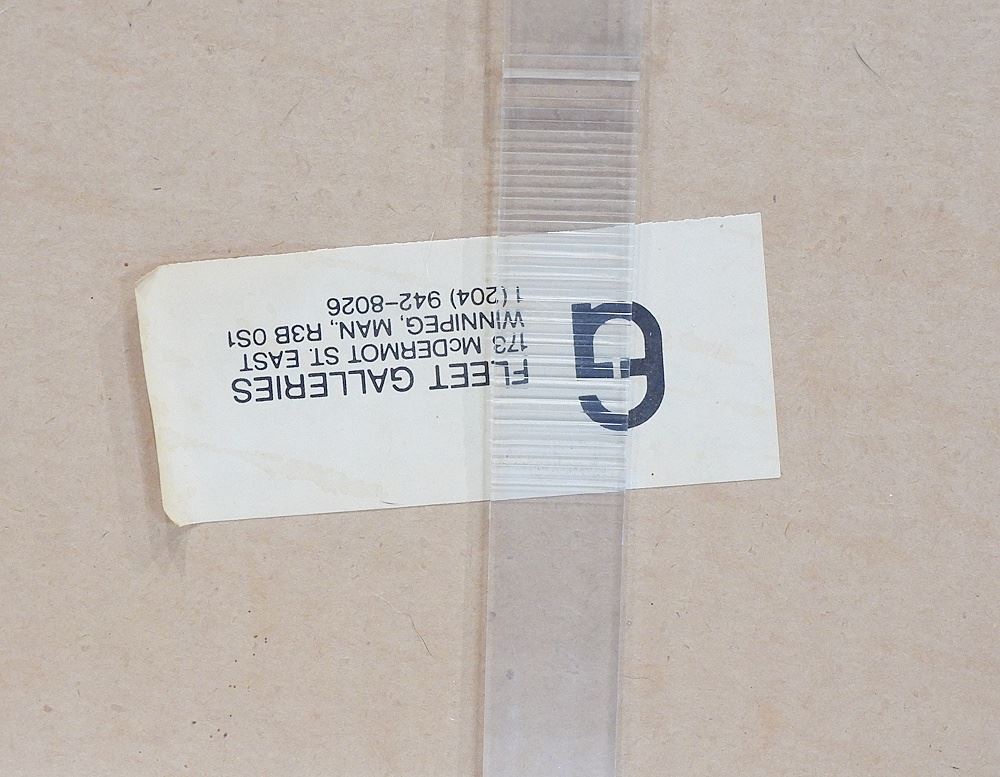 FLEET GALLERIES
173 McDERMOT ST. EAST
WINNIPEG, MAN, R3B 0S1
1 (204) 942-8026